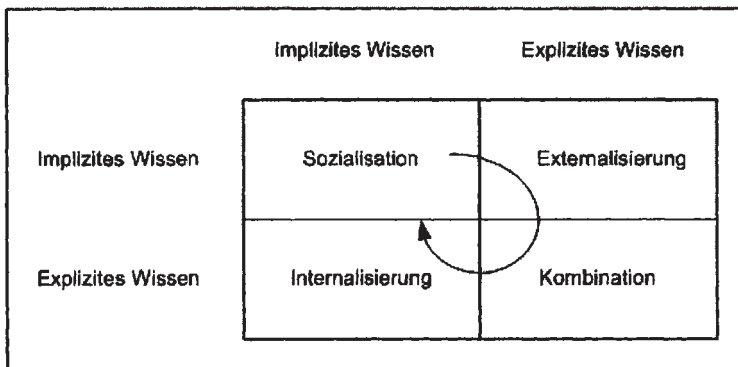 Implizites Wissen Explizites Wissen
Implizites Wissen Sozialisation Externalisierung
Explizites Wissen Internalisierung Kombination